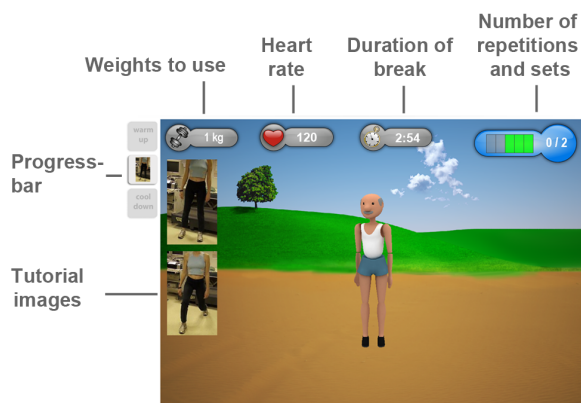 Number of
repetitions
and sets
Heart
rate
Duration of
break
Weights to use
1 kg
120
2:54
0 / 2
warm
up
Progress-
bar
cool
down
Tutorial
images